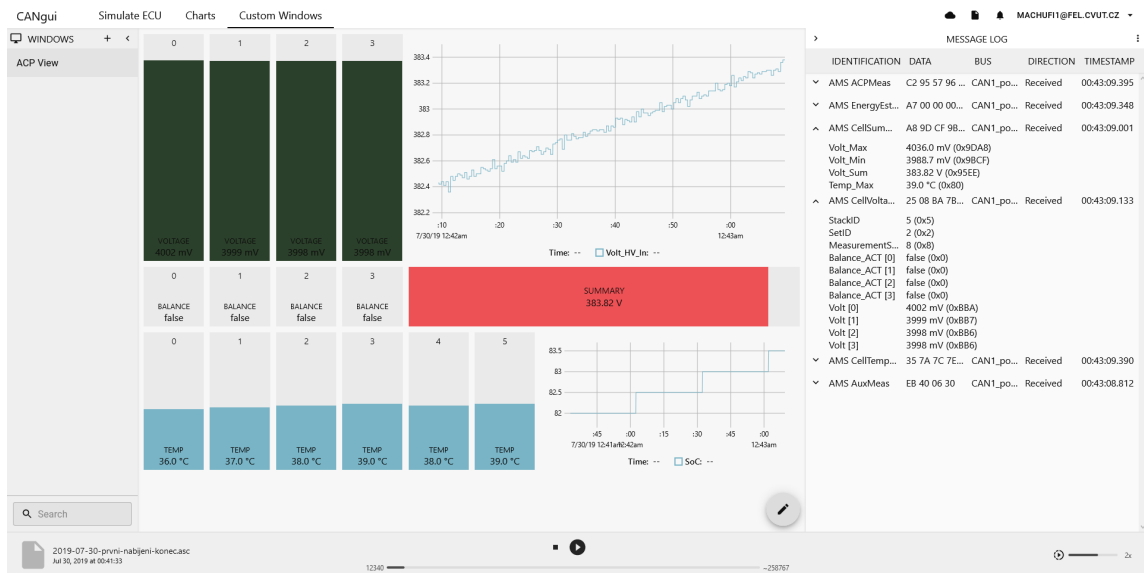 CANgui Simulate ECU Charts Custom Windows MACHUFI1@FEL.CVUT.CZ
WINDOWS + <
ACP View
Search
0 1 2 3
VOLTAGE VOLTAGE VOLTAGE VOLTAGE
4002 mV 3999 mV 3998 mV 3998 mV
383.4
383.2
383
382.8
382.6
382.4
382.2
:10 :20 :30 :40 :50 :00
7/30/19 12:42am 12:43am
Time: -- Volt_HV_In: --
0 1 2 3
BALANCE BALANCE BALANCE BALANCE
false false false false
SUMMARY
383.82 V
0 1 2 3 4 5
TEMP TEMP TEMP TEMP TEMP TEMP
36.0 °C 37.0 °C 38.0 °C 39.0 °C 38.0 °C 39.0 °C
83.5
83
82.5
82
:45 :00 :15 :30 :45 :00
7/30/19 12:41am 12:42am 12:43am
Time: -- SoC: --
> MESSAGE LOG
IDENTIFICATION DATA BUS DIRECTION TIMESTAMP
AMS ACPMeas C2 95 57 96 ... CAN1_po... Received 00:43:09.395
AMS EnergyEst... A7 00 00 00... CAN1_po... Received 00:43:09.348
AMS CellSum... A8 9D CF 9B... CAN1_po... Received 00:43:09.001
Volt_Max 4036.0 mV (0x9DA8)
Volt_Min 3988.7 mV (0x9BCF)
Volt_Sum 383.82 V (0x95EE)
Temp_Max 39.0 °C (0x80)
AMS CellVolta... 25 08 BA 7B... CAN1_po... Received 00:43:09.133
StackID 5 (0x5)
SetID 2 (0x2)
MeasurementS... 8 (0x8)
Balance_ACT [0] false (0x0)
Balance_ACT [1] false (0x0)
Balance_ACT [2] false (0x0)
Balance_ACT [3] false (0x0)
Volt [0] 4002 mV (0xBBA)
Volt [1] 3999 mV (0xBB7)
Volt [2] 3998 mV (0xBB6)
Volt [3] 3998 mV (0xBB6)
AMS CellTemp... 35 7A 7C 7E... CAN1_po... Received 00:43:09.390
AMS AuxMeas EB 40 06 30 CAN1_po... Received 00:43:08.812
2019-07-30-prvni-nabijeni-konec.asc
Jul 30, 2019 at 00:41:33
12340 ~258767
2x